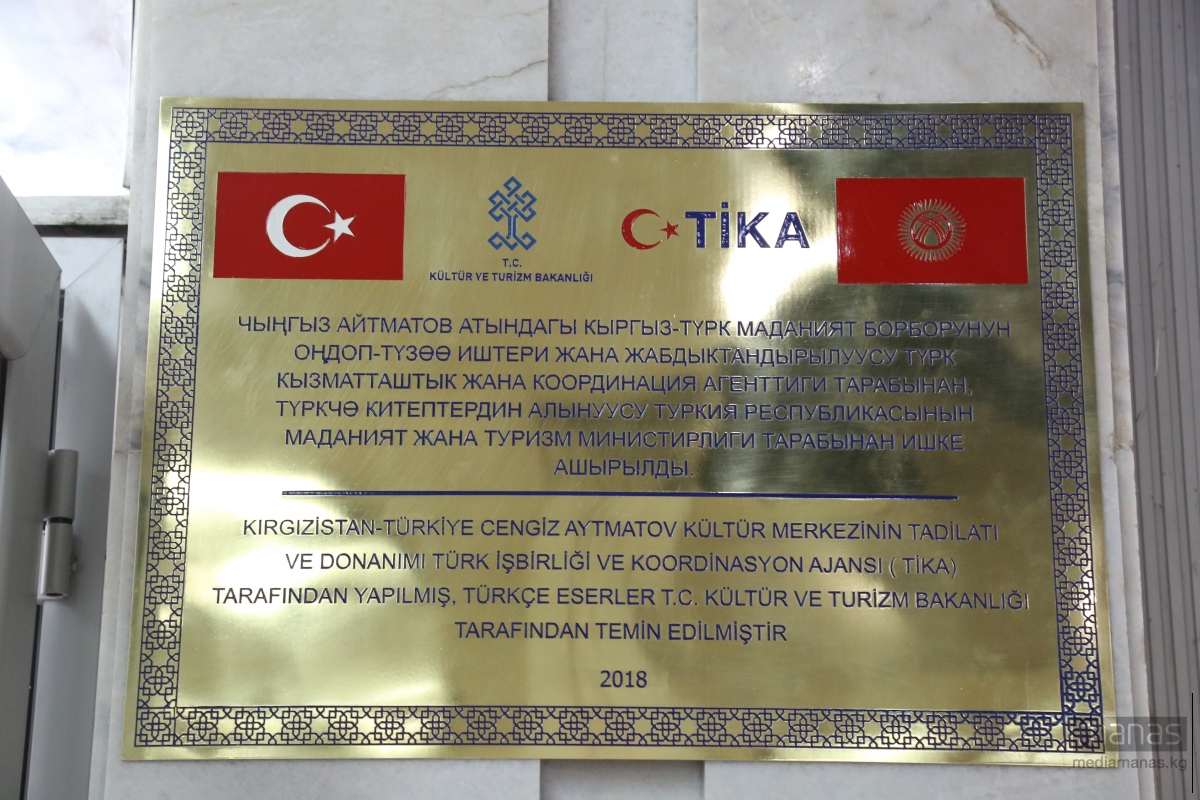 T.C.
KÜLTÜR VE TURİZM BAKANLIĞI
TİKA
ЧЫҢГЫЗ АЙТМАТОВ АТЫНДАГЫ КЫРГЫЗ-ТҮРК МАДАНИЯТ БОРБОРУНУН
ОҢДОП-ТҮЗӨӨ ИШТЕРИ ЖАНА ЖАБДЫКТАНДЫРЫЛУУСУ ТҮРК
КЫЗМАТТАШТЫК ЖАНА КООРДИНАЦИЯ АГЕНТТИГИ ТАРАБЫНАН,
ТҮРКЧӨ КИТЕПТЕРДИН АЛЫНУУСУ ТУРКИЯ РЕСПУБЛИКАСЫНЫН
МАДАНИЯТ ЖАНА ТУРИЗМ МИНИСТИРЛИГИ ТАРАБЫНАН ИШКЕ
АШЫРЫЛДЫ.
KIRGIZİSTAN-TÜRKİYE CENGİZ AYTMATOV KÜLTÜR MERKEZİNİN TADİLATI
VE DONANIMI TÜRK İŞBİRLİĞİ VE KOORDİNASYON AJANSI ( TİKA)
TARAFINDAN YAPILMIŞ, TÜRKÇE ESERLER T.C. KÜLTÜR VE TURİZM BAKANLIĞI
TARAFINDAN TEMİN EDİLMİŞTİR
2018
mediamanas.kg